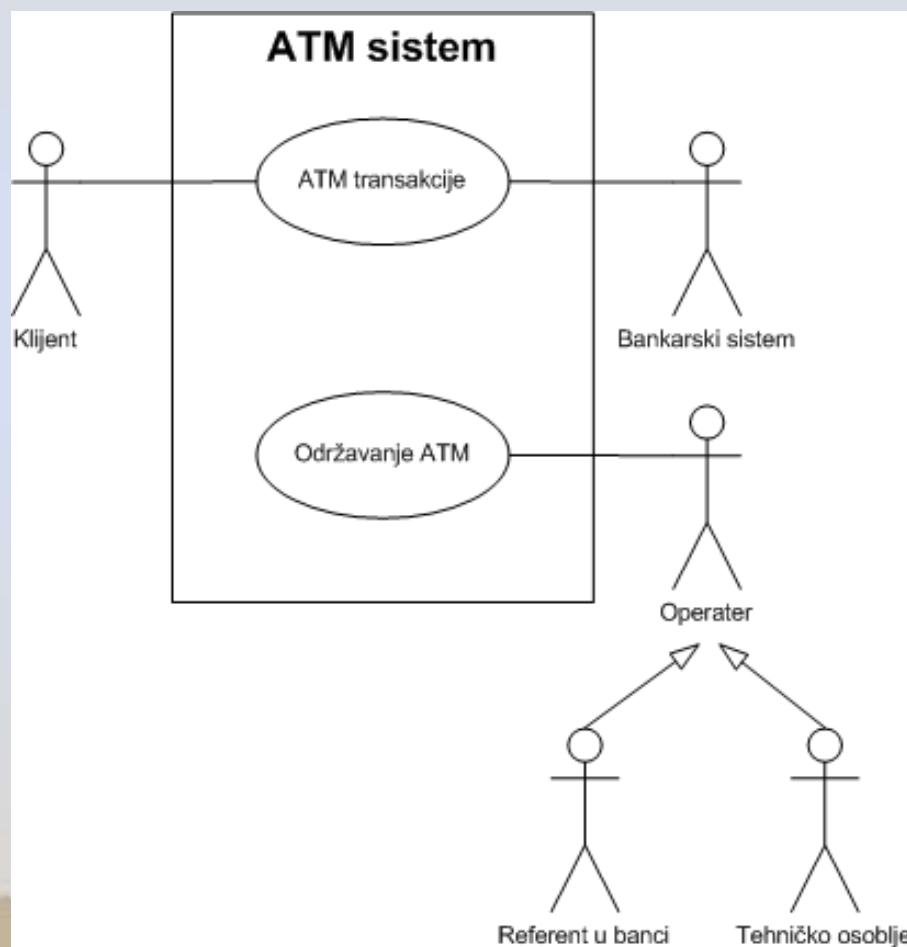 ATM sistem
ATM transakcije
Klijent
Bankarski sistem
Održavanje ATM
Operater
Referent u banci
Tehničko osoblje